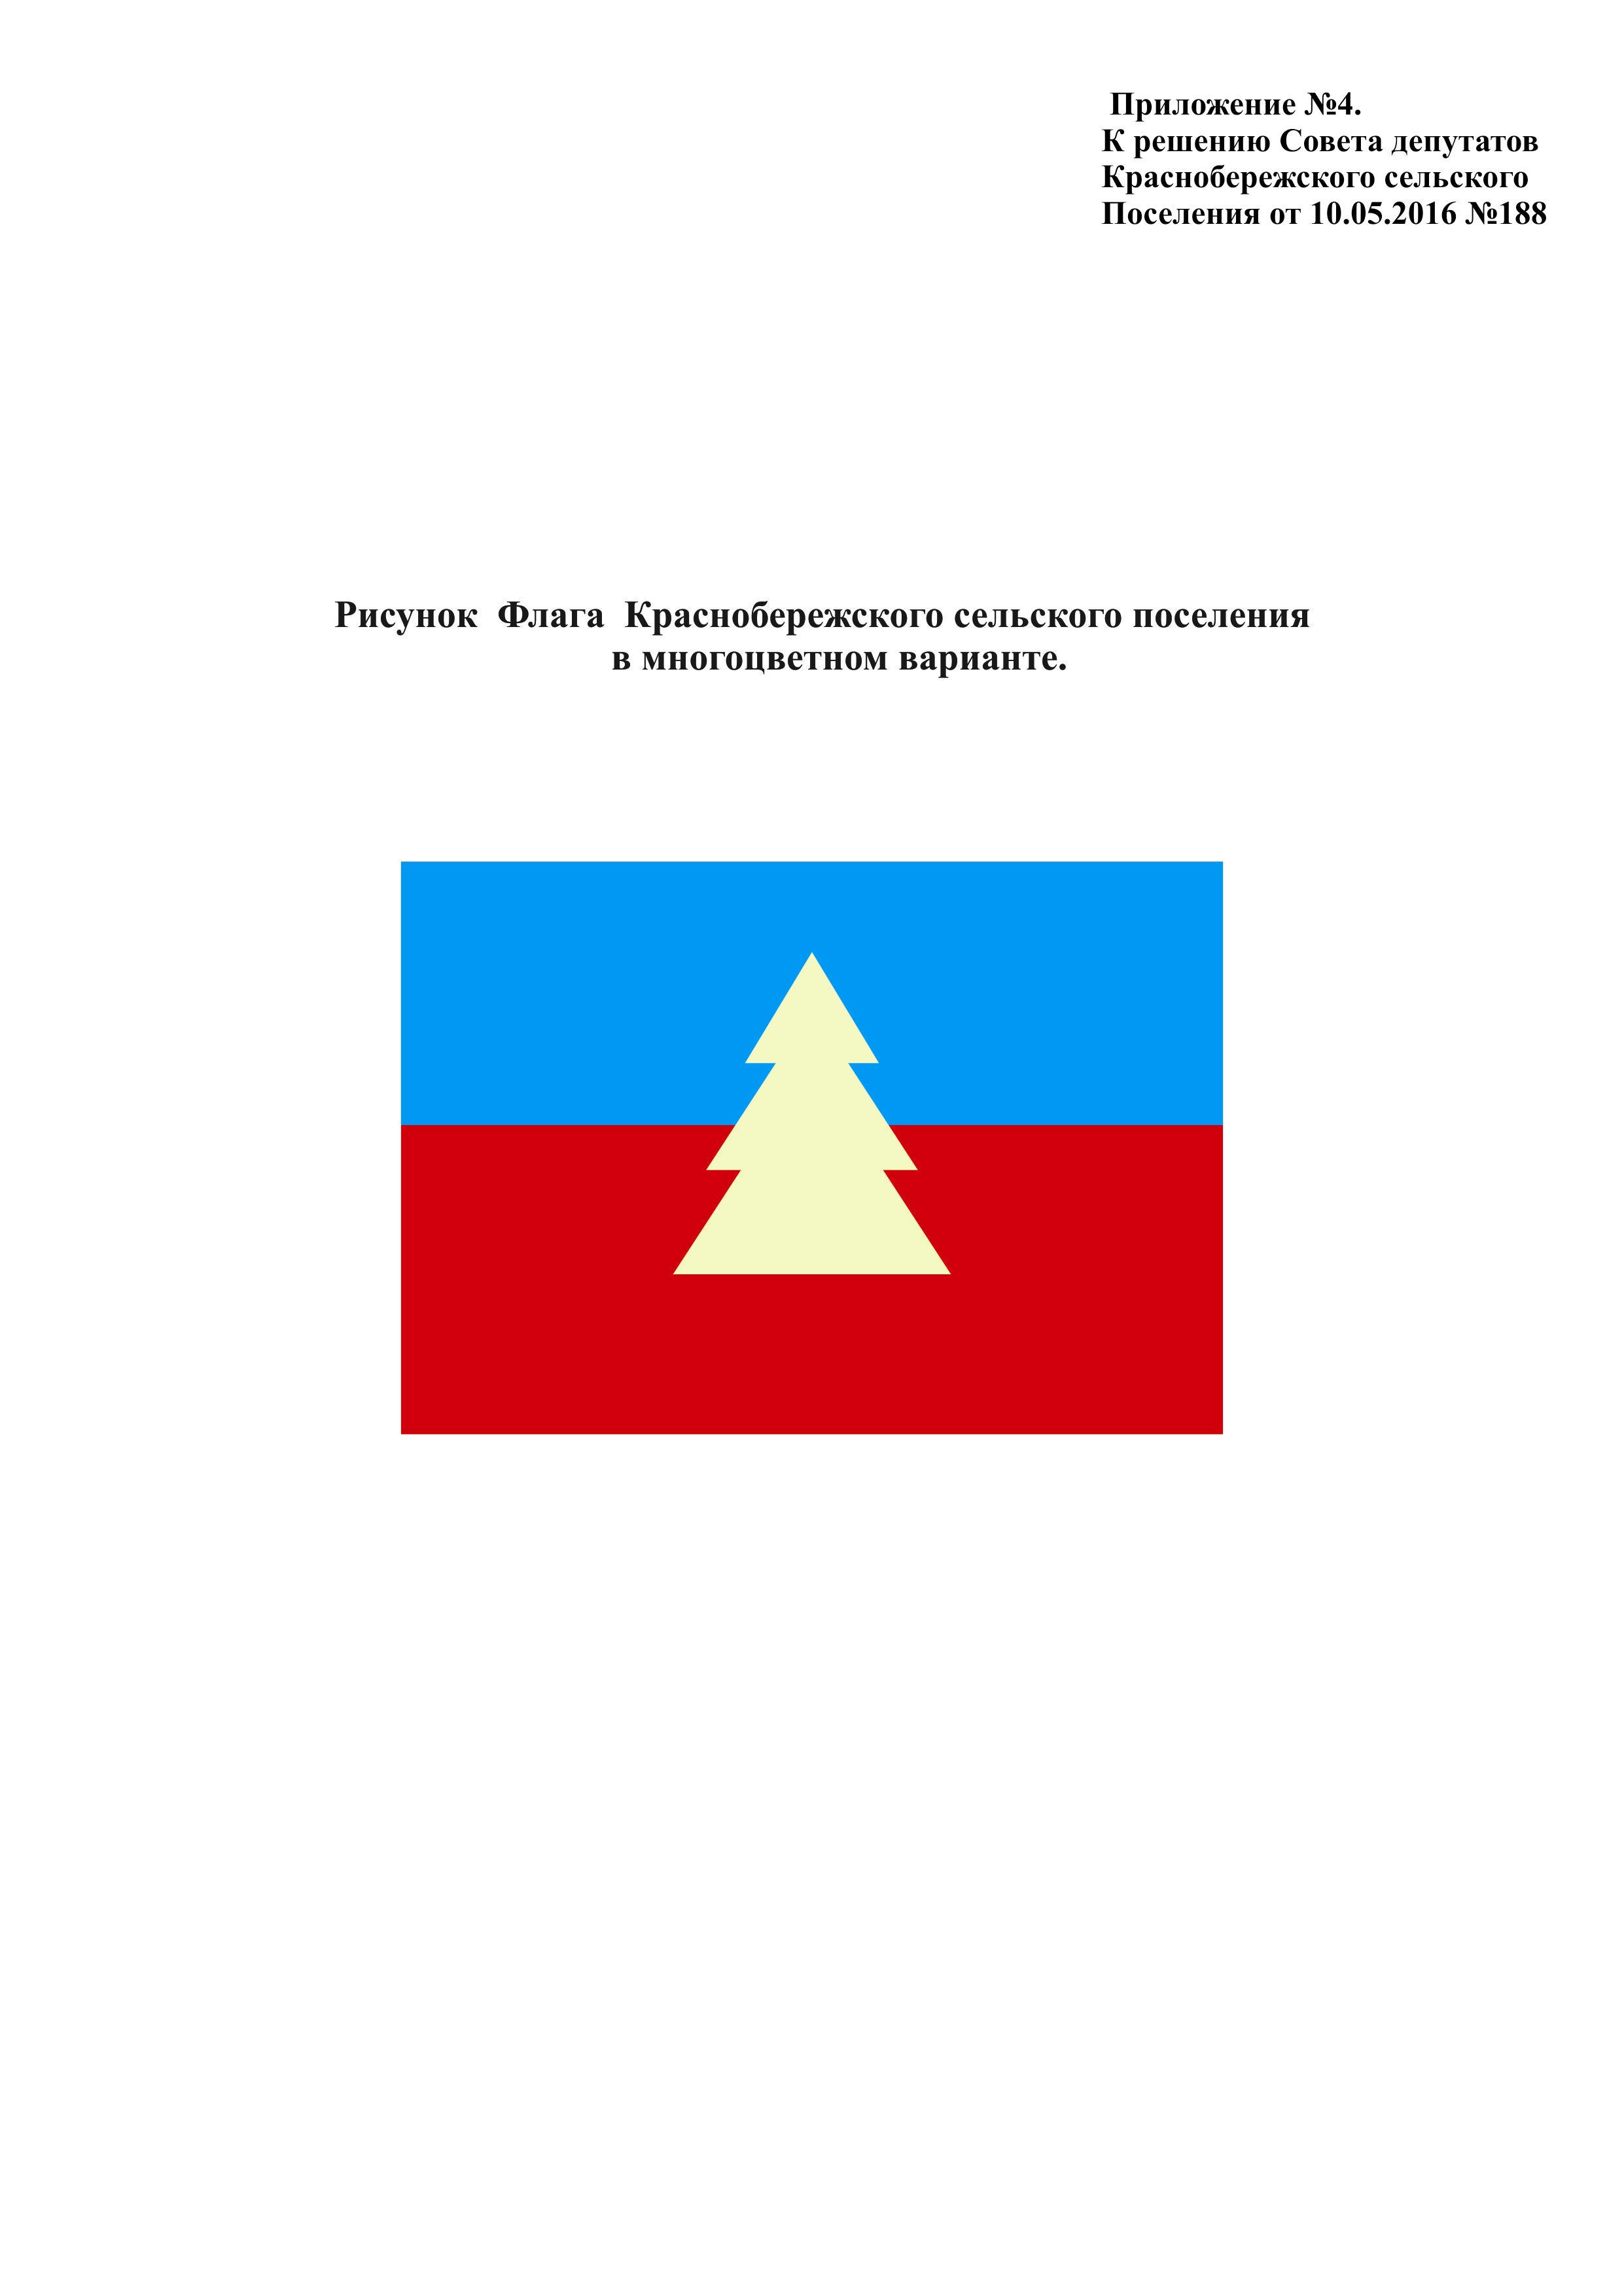 Приложение №4.
К решению Совета депутатов
Краснобережского сельского
Поселения от 10.05.2016 №188
Рисунок Флага Краснобережского сельского поселения
в многоцветном варианте.